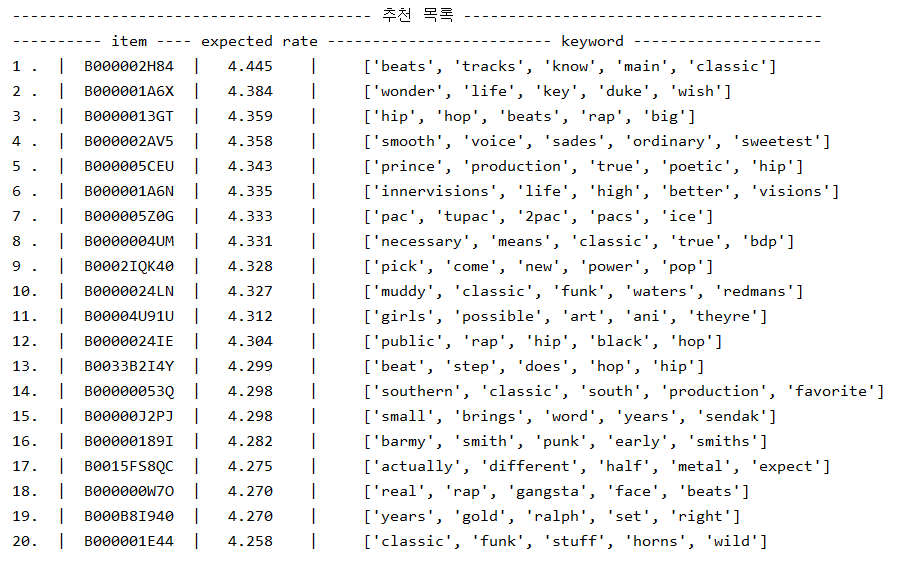 ---------------------------------------- 추천 목록 ----------------------------------------
---------- item ---- expected rate ------------------------- keyword ---------------------
1 . | B000002H84 | 4.445 | ['beats', 'tracks', 'know', 'main', 'classic']
2 . | B000001A6X | 4.384 | ['wonder', 'life', 'key', 'duke', 'wish']
3 . | B0000013GT | 4.359 | ['hip', 'hop', 'beats', 'rap', 'big']
4 . | B000002AV5 | 4.358 | ['smooth', 'voice', 'sades', 'ordinary', 'sweetest']
5 . | B000005CEU | 4.343 | ['prince', 'production', 'true', 'poetic', 'hip']
6 . | B000001A6N | 4.335 | ['innervisions', 'life', 'high', 'better', 'visions']
7 . | B000005Z0G | 4.333 | ['pac', 'tupac', '2pac', 'pacs', 'ice']
8 . | B0000004UM | 4.331 | ['necessary', 'means', 'classic', 'true', 'bdp']
9 . | B0002IQK40 | 4.328 | ['pick', 'come', 'new', 'power', 'pop']
10. | B0000024LN | 4.327 | ['muddy', 'classic', 'funk', 'waters', 'redmans']
11. | B00004U91U | 4.312 | ['girls', 'possible', 'art', 'ani', 'theyre']
12. | B0000024IE | 4.304 | ['public', 'rap', 'hip', 'black', 'hop']
13. | B0033B2I4Y | 4.299 | ['beat', 'step', 'does', 'hop', 'hip']
14. | B00000053Q | 4.298 | ['southern', 'classic', 'south', 'production', 'favorite']
15. | B00000J2PJ | 4.298 | ['small', 'brings', 'word', 'years', 'sendak']
16. | B00000189I | 4.282 | ['barmy', 'smith', 'punk', 'early', 'smiths']
17. | B0015FS8QC | 4.275 | ['actually', 'different', 'half', 'metal', 'expect']
18. | B000000W7O | 4.270 | ['real', 'rap', 'gangsta', 'face', 'beats']
19. | B000B8I940 | 4.270 | ['years', 'gold', 'ralph', 'set', 'right']
20. | B000001E44 | 4.258 | ['classic', 'funk', 'stuff', 'horns', 'wild']